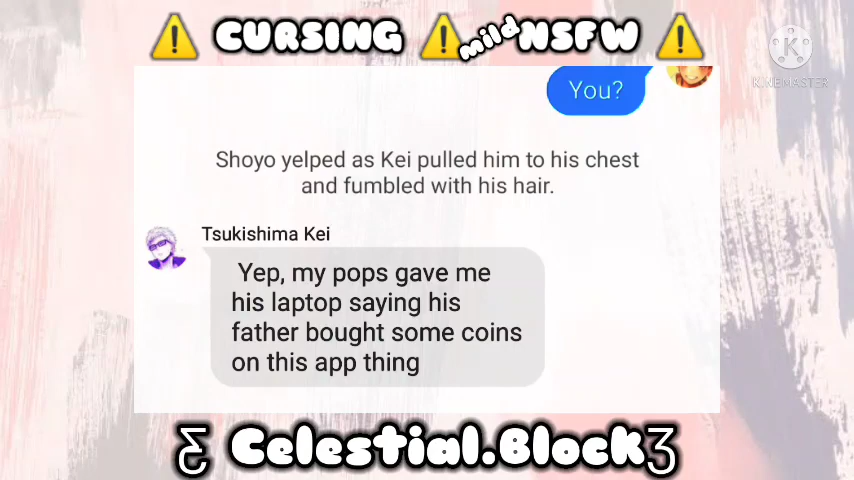 ⚠️ CURSING ⚠️ mild NSFW ⚠️
K
KINEMASTER
You?
Shoyo yelped as Kei pulled him to his chest
and fumbled with his hair.
Tsukishima Kei
Yep, my pops gave me
his laptop saying his
father bought some coins
on this app thing
Ƹ Celestial.Block Ʒ